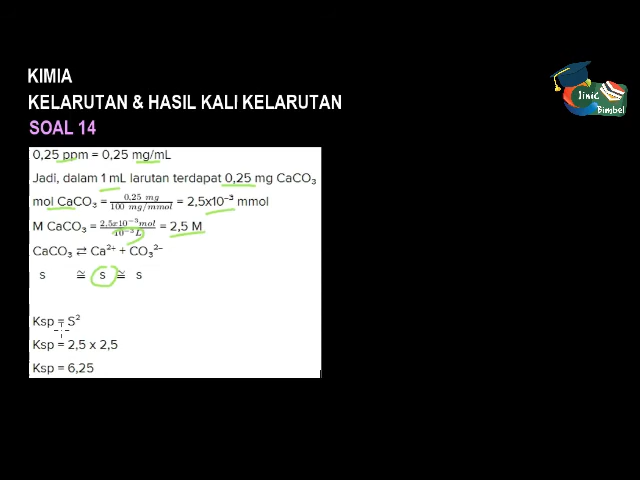 KIMIA
KELARUTAN & HASIL KALI KELARUTAN
SOAL 14
0,25 ppm = 0,25 mg/mL
Jadi, dalam 1 mL larutan terdapat 0,25 mg CaCO₃
mol CaCO₃ = 0,25 mg / 100 mg/mmol = 2,5x10⁻³ mmol
M CaCO₃ = 2,5x10⁻³mol / 10⁻³L = 2,5 M
CaCO₃ ⇄ Ca²⁺ + CO₃²⁻
s ≅ s ≅ s
Ksp = S²
Ksp = 2,5 x 2,5
Ksp = 6,25
Jinic
Bimbel